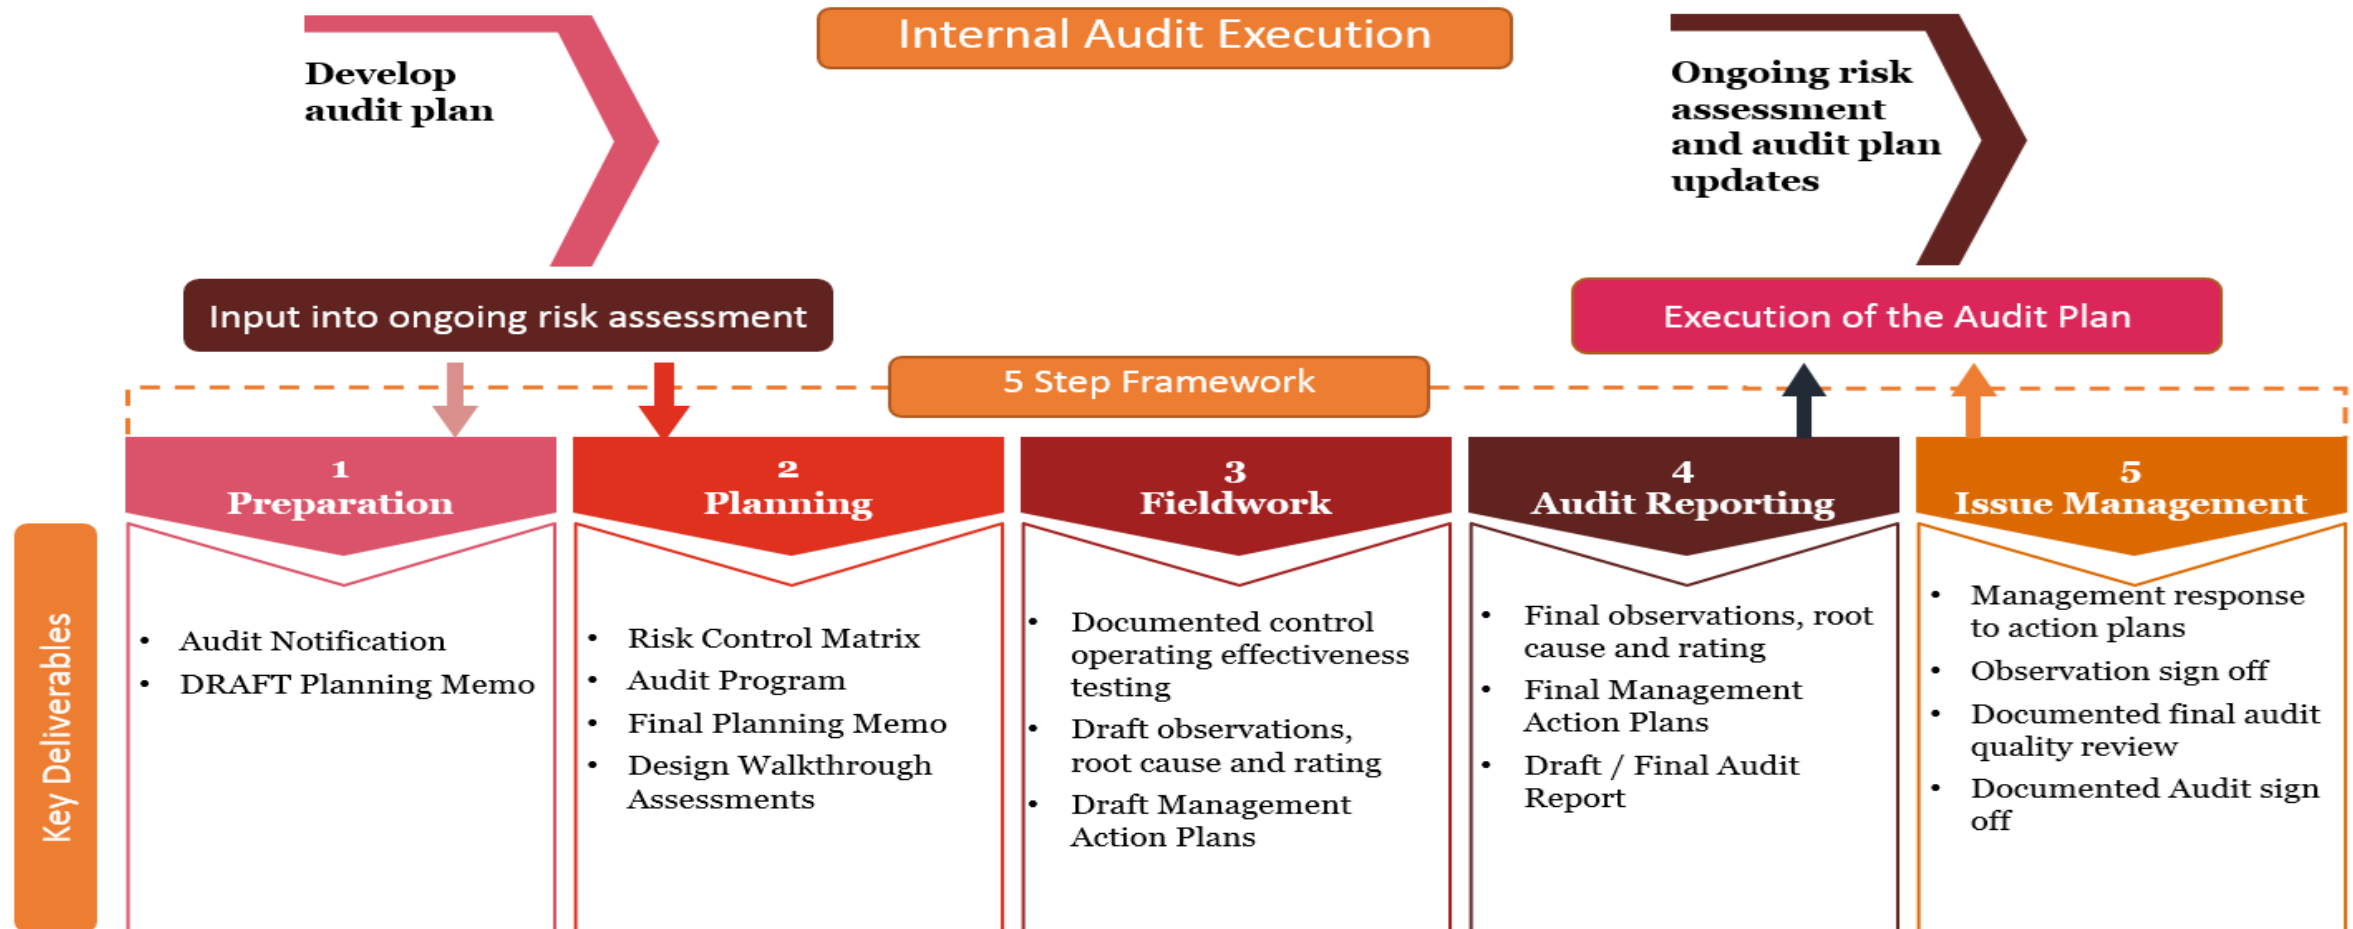 Internal Audit Execution
Develop
audit plan
Ongoing risk
assessment
and audit plan
updates
Input into ongoing risk assessment
Execution of the Audit Plan
5 Step Framework
1
Preparation
2
Planning
3
Fieldwork
4
Audit Reporting
5
Issue Management
Key Deliverables
• Audit Notification
• DRAFT Planning Memo
• Risk Control Matrix
• Audit Program
• Final Planning Memo
• Design Walkthrough
Assessments
• Documented control
operating effectiveness
testing
• Draft observations,
root cause and rating
• Draft Management
Action Plans
• Final observations, root
cause and rating
• Final Management
Action Plans
• Draft / Final Audit
Report
• Management response
to action plans
• Observation sign off
• Documented final audit
quality review
• Documented Audit sign
off